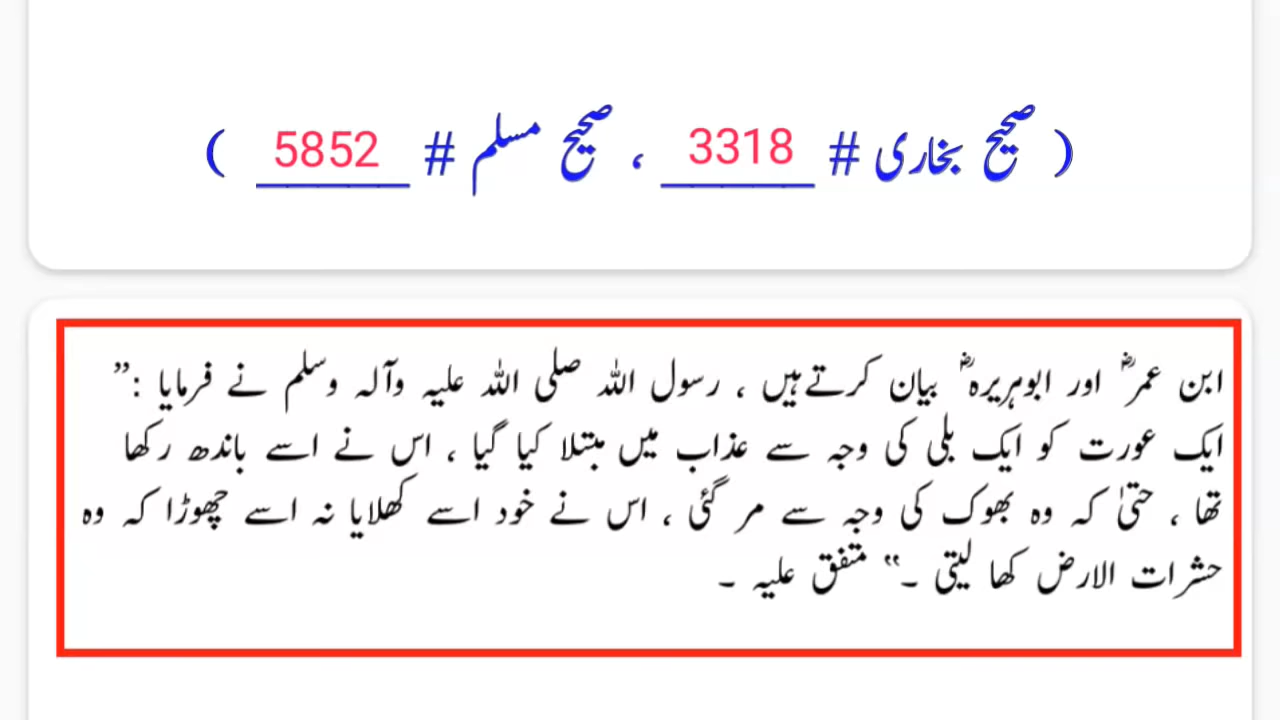 ( صحیح بخاری # 3318 ، صحیح مسلم # 5852 )
ابن عمرؓ اور ابوہریرہؓ بیان کرتے ہیں ، رسول اللہ صلی اللہ علیہ وآلہ وسلم نے فرمایا :”
ایک عورت کو ایک بلی کی وجہ سے عذاب میں مبتلا کیا گیا ، اس نے اسے باندھ رکھا
تھا ، حتیٰ کہ وہ بھوک کی وجہ سے مر گئی ، اس نے خود اسے کھلایا نہ اسے چھوڑا کہ وہ
حشرات الارض کھا لیتی ۔“ متفق علیہ ۔